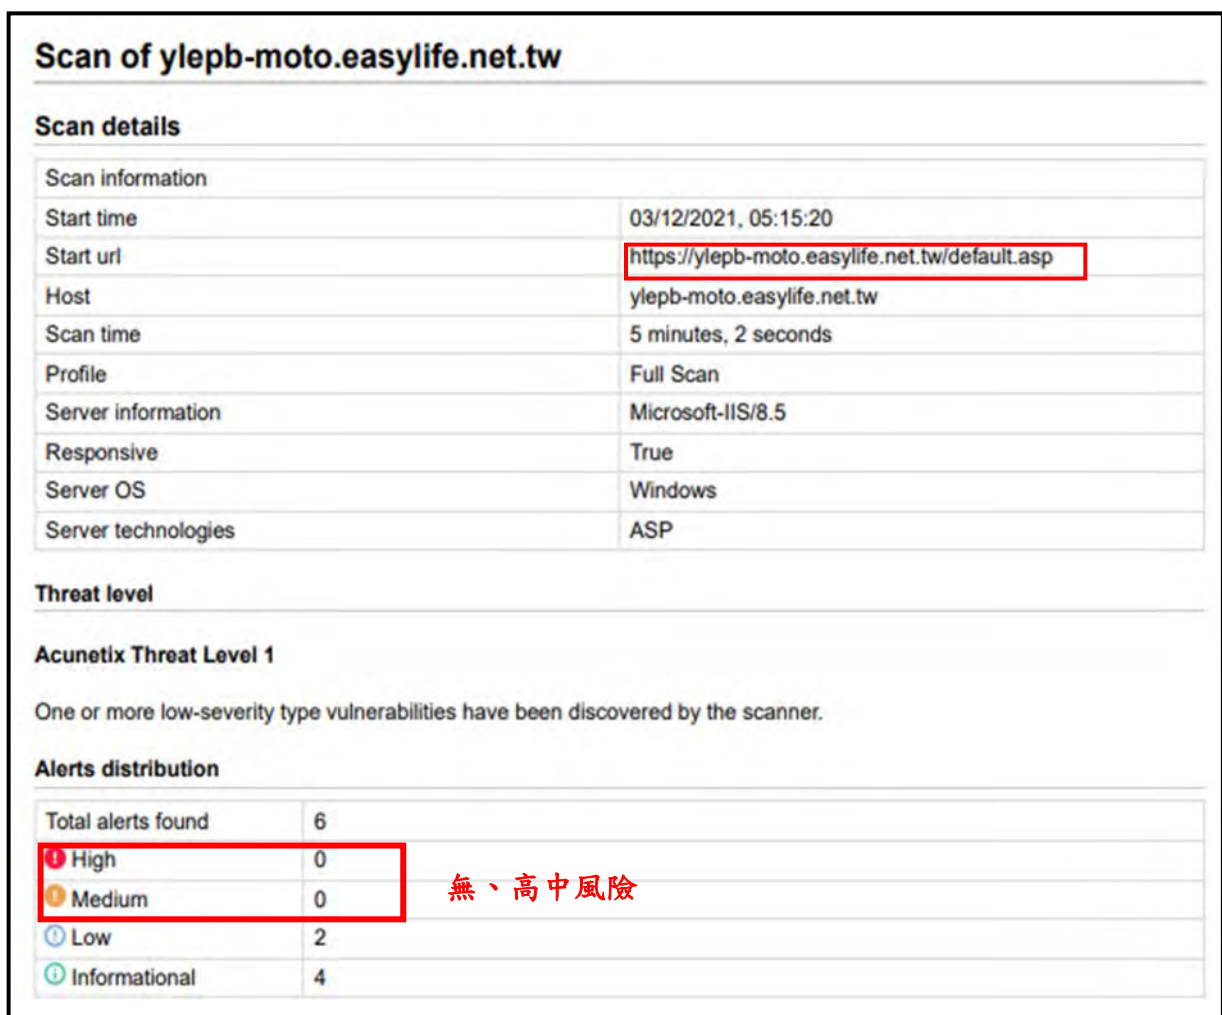 Scan of ylepb-moto.easylife.net.tw
Scan details
Scan information
Start time 03/12/2021, 05:15:20
Start url https://ylepb-moto.easylife.net.tw/default.asp
Host ylepb-moto.easylife.net.tw
Scan time 5 minutes, 2 seconds
Profile Full Scan
Server information Microsoft-IIS/8.5
Responsive True
Server OS Windows
Server technologies ASP
Threat level
Acunetix Threat Level 1
One or more low-severity type vulnerabilities have been discovered by the scanner.
Alerts distribution
Total alerts found 6
High 0
Medium 0
無、高中風險
Low 2
Informational 4